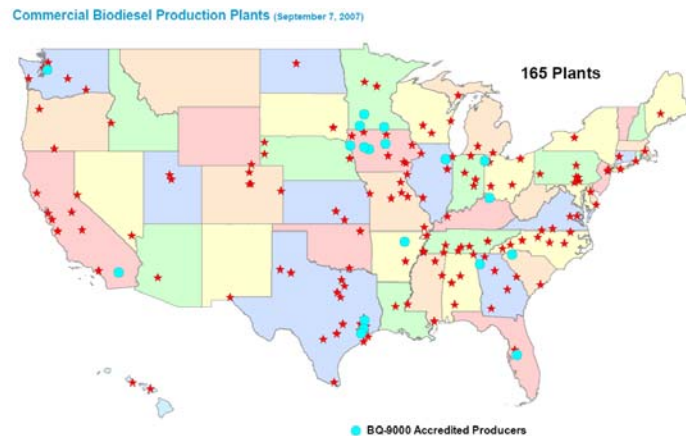 Commercial Biodiesel Production Plants (September 7, 2007)
165 Plants
BQ-9000 Accredited Producers